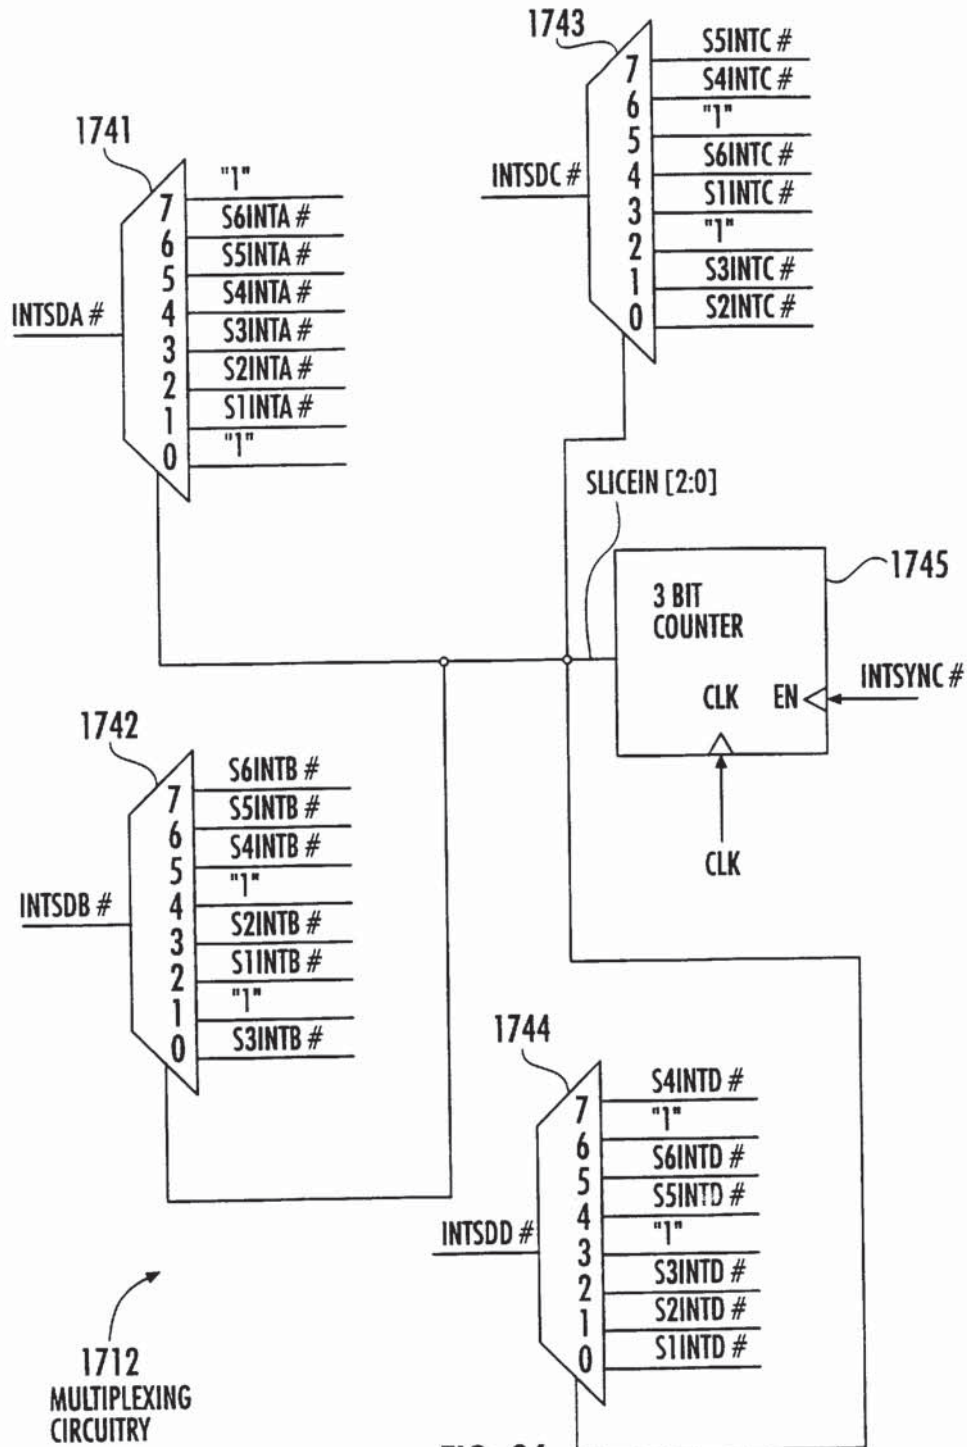 1741
"1"
7
S6INTA #
6
S5INTA #
5
S4INTA #
4
S3INTA #
3
S2INTA #
2
S1INTA #
1
"1"
0
INTSDA #
1743
S5INTC #
7
S4INTC #
6
"1"
5
S6INTC #
4
S1INTC #
3
"1"
2
S3INTC #
1
S2INTC #
0
INTSDC #
SLICEIN [2:0]
1745
3 BIT
COUNTER
CLK EN
INTSYNC #
CLK
1742
S6INTB #
7
S5INTB #
6
S4INTB #
5
"1"
4
S2INTB #
3
S1INTB #
2
"1"
1
S3INTB #
0
INTSDB #
1744
S4INTD #
7
"1"
6
S6INTD #
5
S5INTD #
4
"1"
3
S3INTD #
2
S2INTD #
1
S1INTD #
0
INTSDD #
1712
MULTIPLEXING
CIRCUITRY